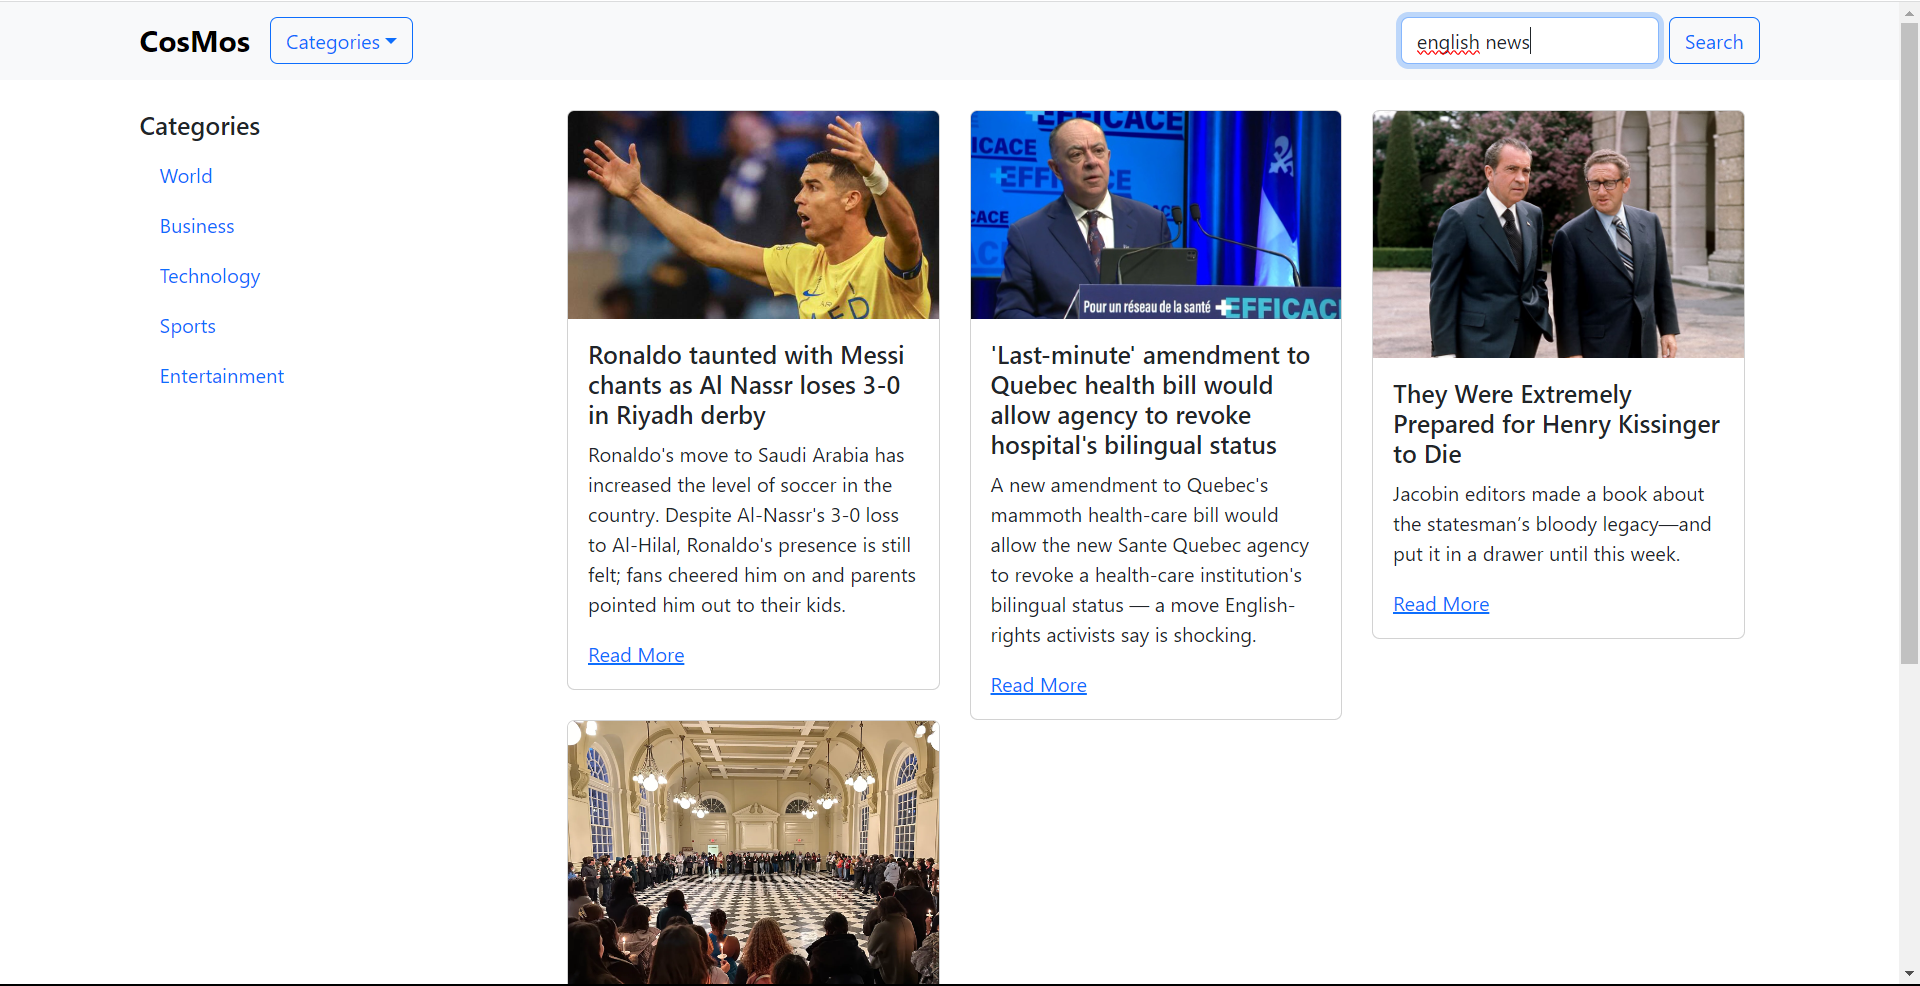 CosMos
Categories
english news
Search
Categories
World
Business
Technology
Sports
Entertainment
Ronaldo taunted with Messi
chants as Al Nassr loses 3-0
in Riyadh derby
Ronaldo's move to Saudi Arabia has
increased the level of soccer in the
country. Despite Al-Nassr's 3-0 loss
to Al-Hilal, Ronaldo's presence is still
felt; fans cheered him on and parents
pointed him out to their kids.
Read More
EFFICACE
ICACE
EFFICACE
ACE
Pour un réseau de la santé
EFFICACE
'Last-minute' amendment to
Quebec health bill would
allow agency to revoke
hospital's bilingual status
A new amendment to Quebec's
mammoth health-care bill would
allow the new Sante Quebec agency
to revoke a health-care institution's
bilingual status — a move English-
rights activists say is shocking.
Read More
They Were Extremely
Prepared for Henry Kissinger
to Die
Jacobin editors made a book about
the statesman’s bloody legacy—and
put it in a drawer until this week.
Read More